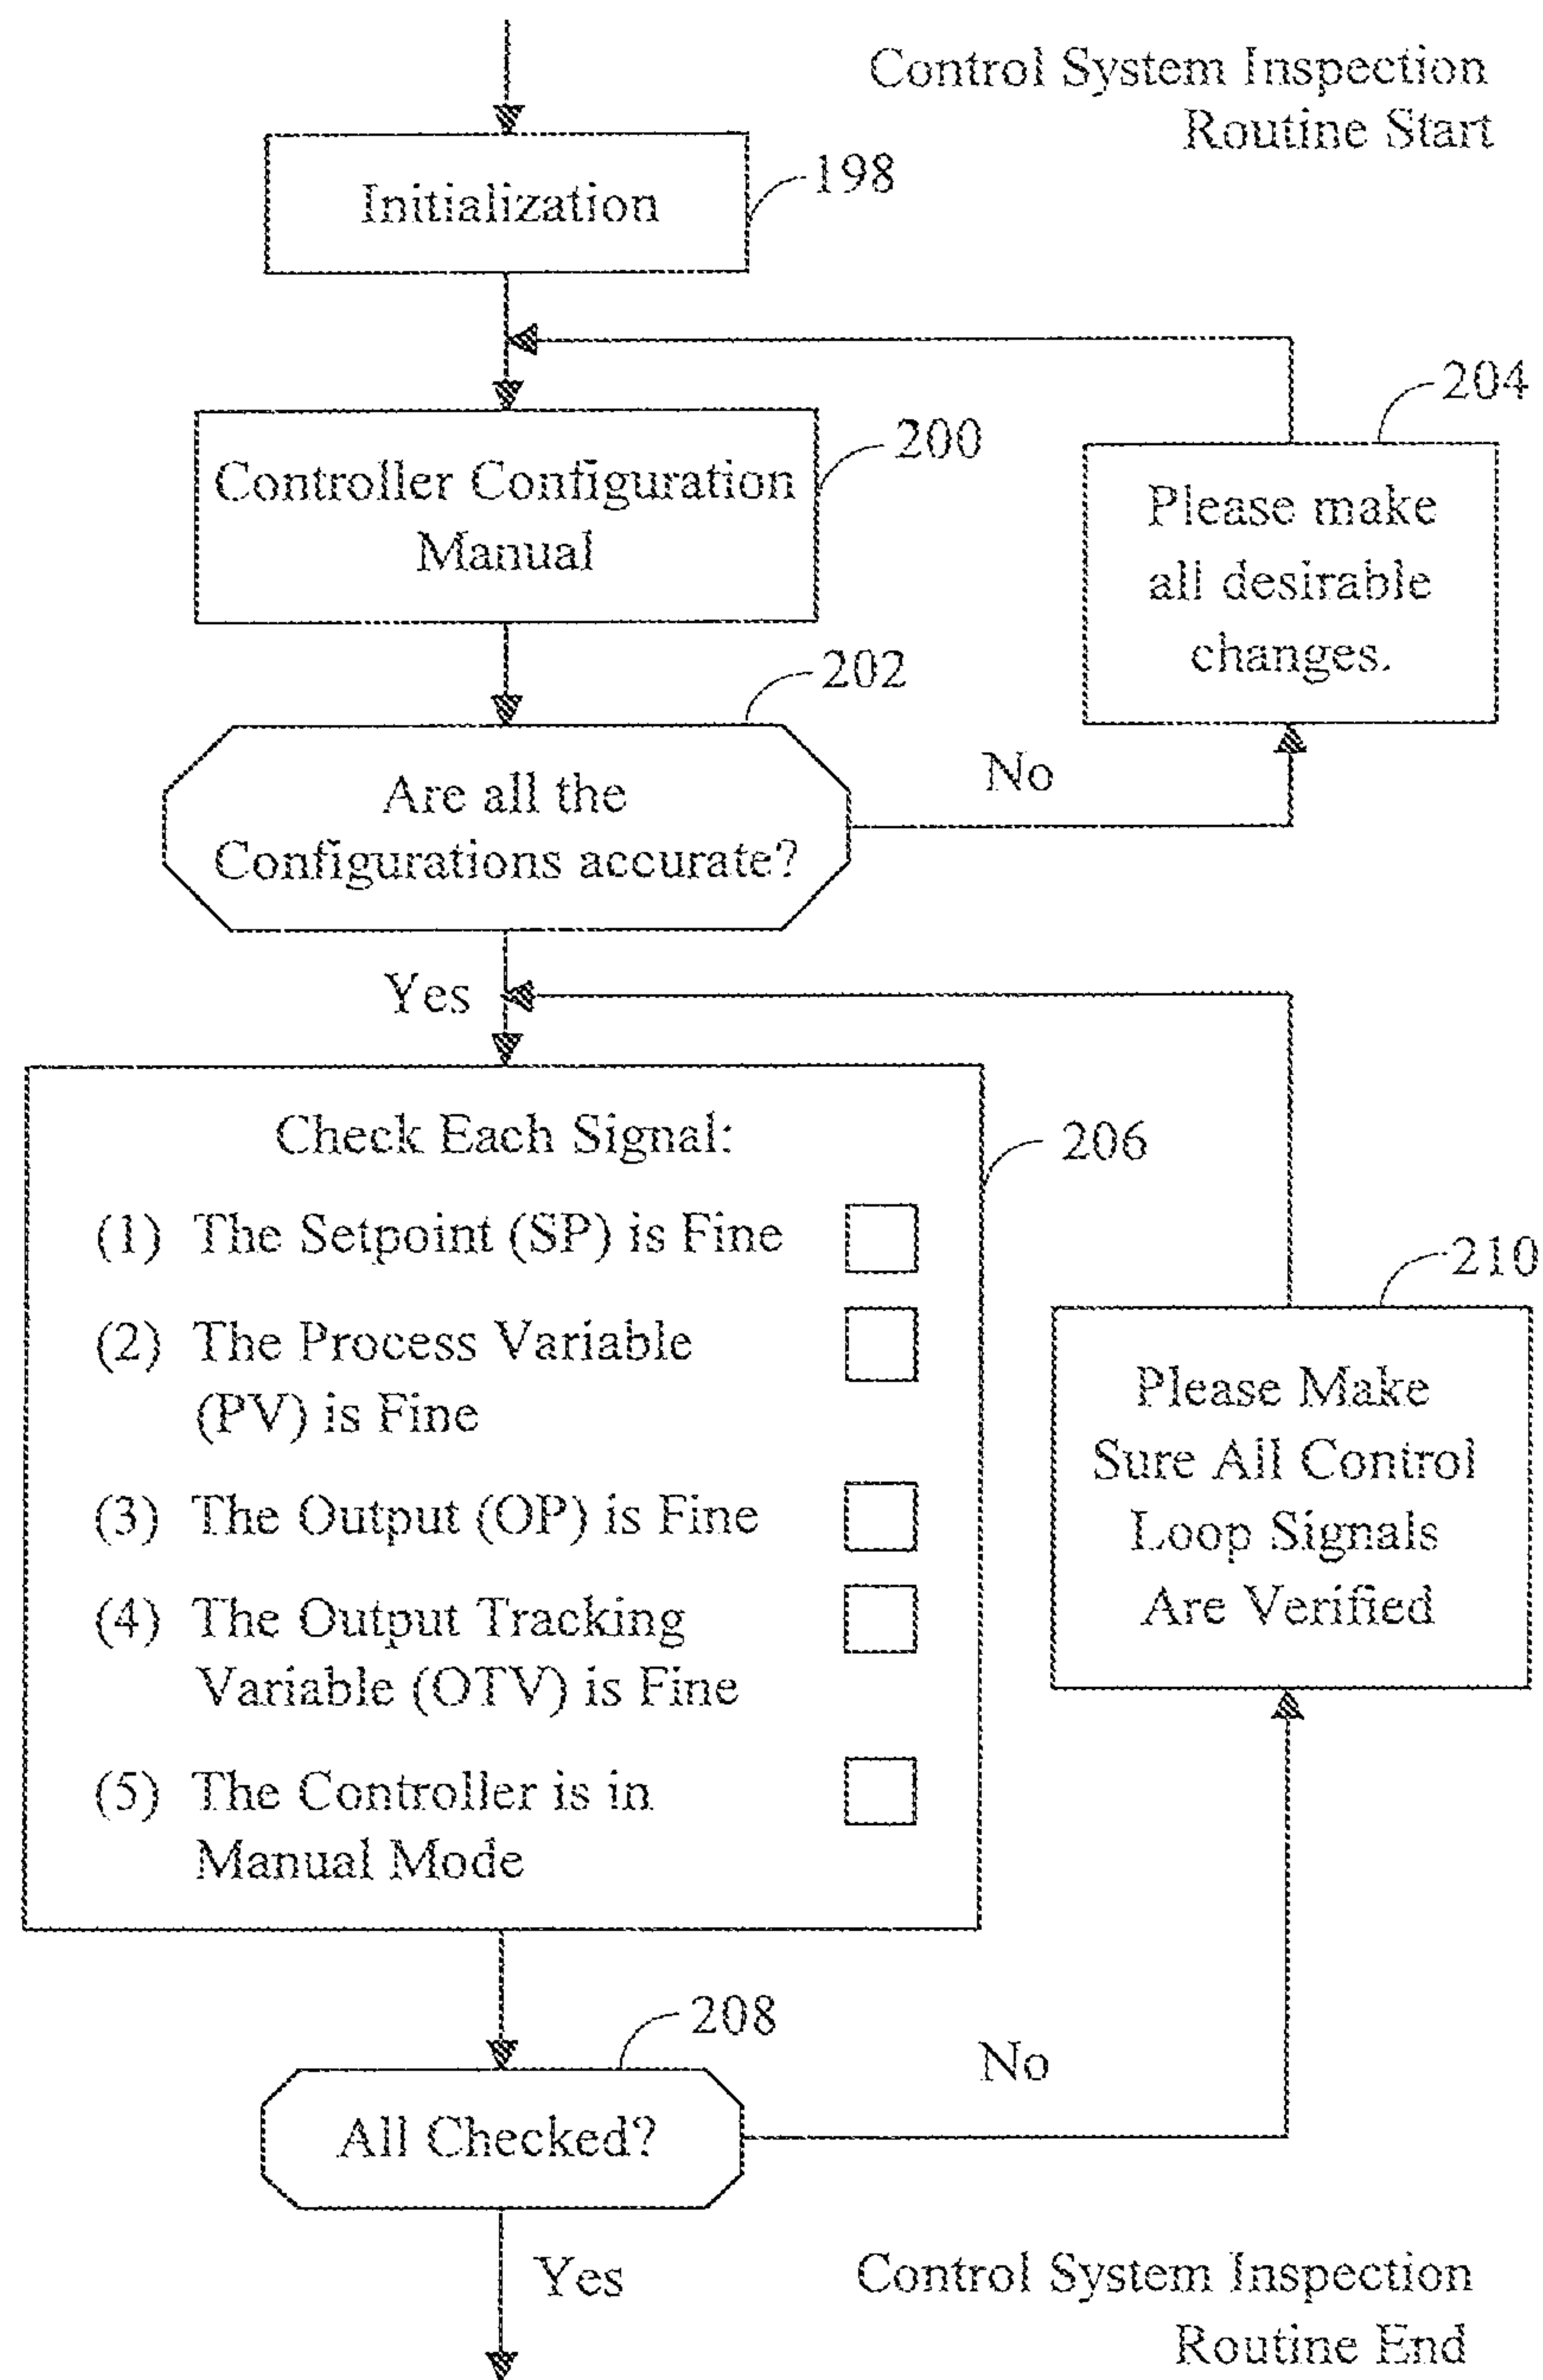 Control System Inspection
Routine Start
Initialization
198
Controller Configuration
Manual
200
204
Please make
all desirable
changes.
202
Are all the
Configurations accurate?
No
Yes
Check Each Signal:
206
(1) The Setpoint (SP) is Fine
(2) The Process Variable
(PV) is Fine
(3) The Output (OP) is Fine
(4) The Output Tracking
Variable (OTV) is Fine
(5) The Controller is in
Manual Mode
210
Please Make
Sure All Control
Loop Signals
Are Verified
208
All Checked?
No
Yes
Control System Inspection
Routine End